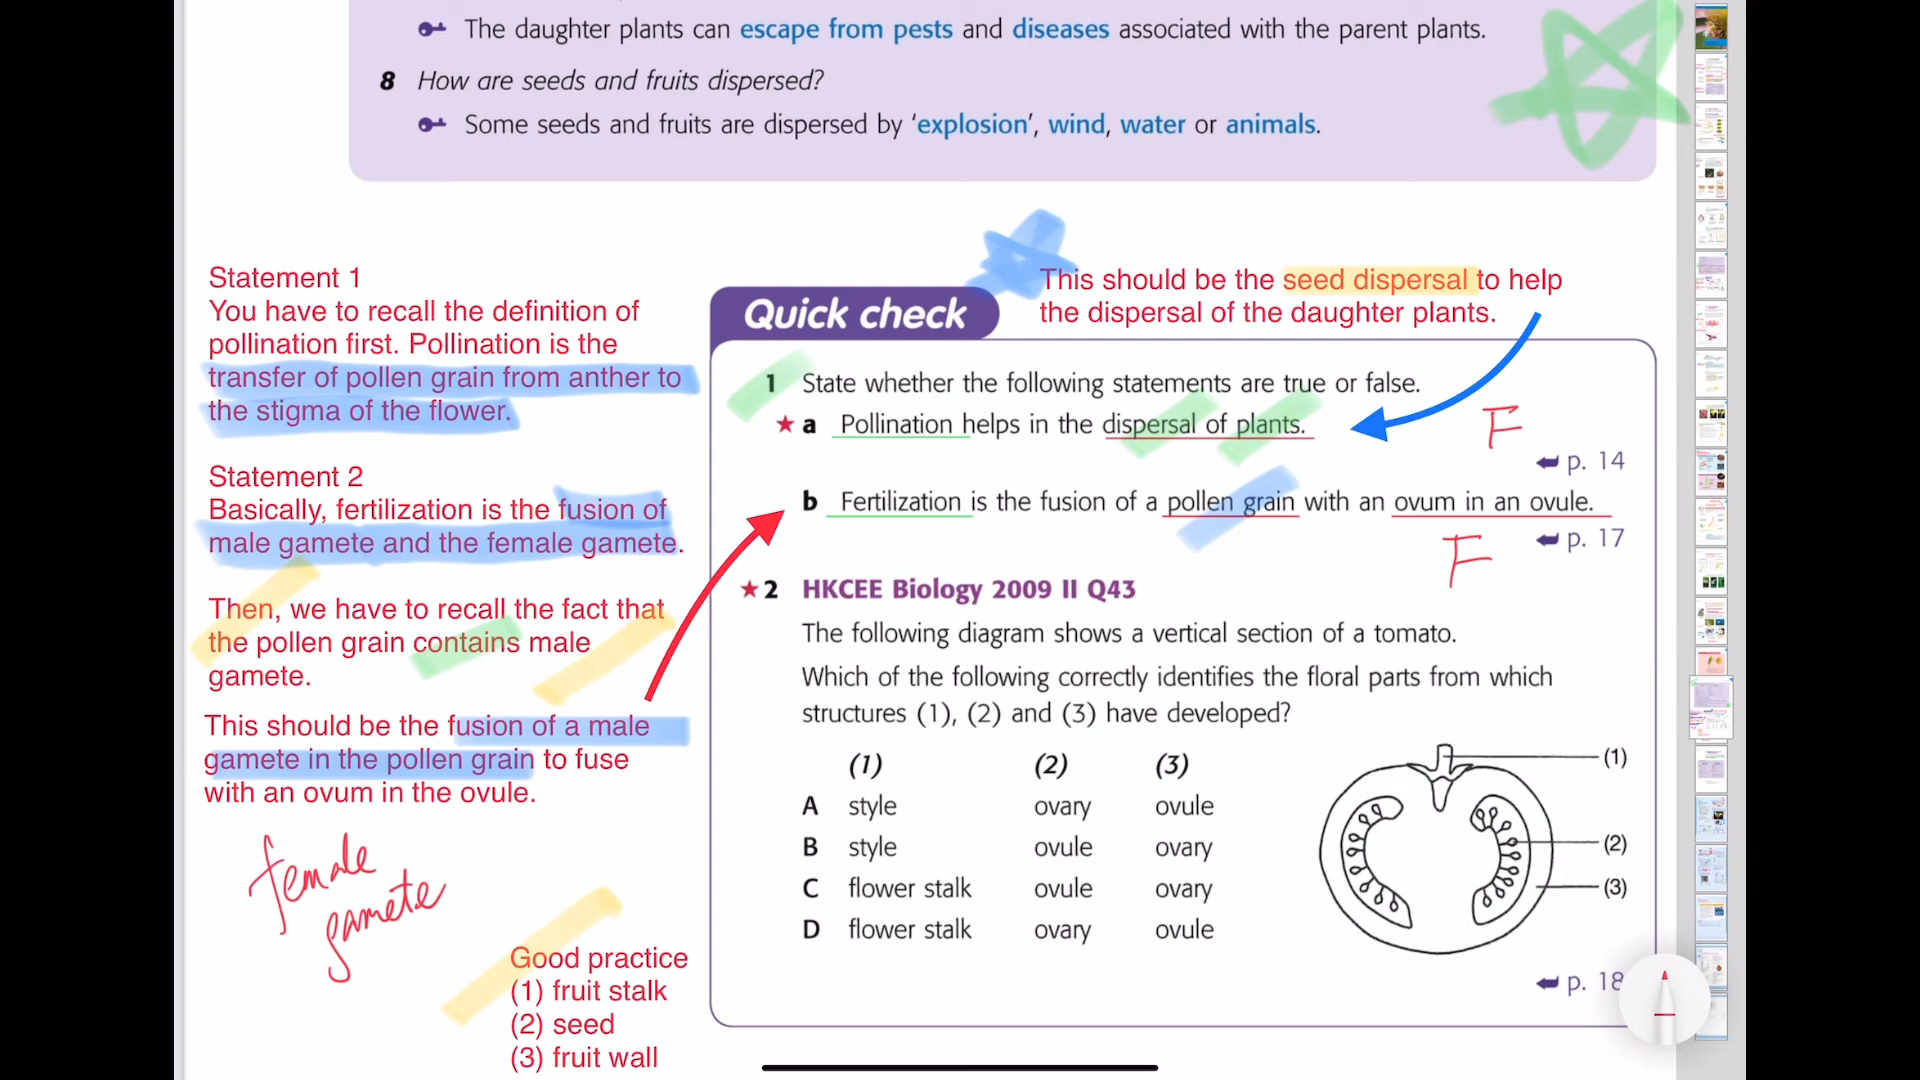 The daughter plants can escape from pests and diseases associated with the parent plants.
8 How are seeds and fruits dispersed?
Some seeds and fruits are dispersed by ‘explosion’, wind, water or animals.
Statement 1
You have to recall the definition of
pollination first. Pollination is the
transfer of pollen grain from anther to
the stigma of the flower.
Statement 2
Basically, fertilization is the fusion of
male gamete and the female gamete.
Then, we have to recall the fact that
the pollen grain contains male
gamete.
This should be the fusion of a male
gamete in the pollen grain to fuse
with an ovum in the ovule.
female
gamete
Good practice
(1) fruit stalk
(2) seed
(3) fruit wall
This should be the seed dispersal to help
the dispersal of the daughter plants.
Quick check
1 State whether the following statements are true or false.
★ a Pollination helps in the dispersal of plants.
F
p. 14
b Fertilization is the fusion of a pollen grain with an ovum in an ovule.
F
p. 17
★ 2 HKCEE Biology 2009 II Q43
The following diagram shows a vertical section of a tomato.
Which of the following correctly identifies the floral parts from which
structures (1), (2) and (3) have developed?
(1) (2) (3)
A style ovary ovule
B style ovule ovary
C flower stalk ovule ovary
D flower stalk ovary ovule
(1)
(2)
(3)
p. 18